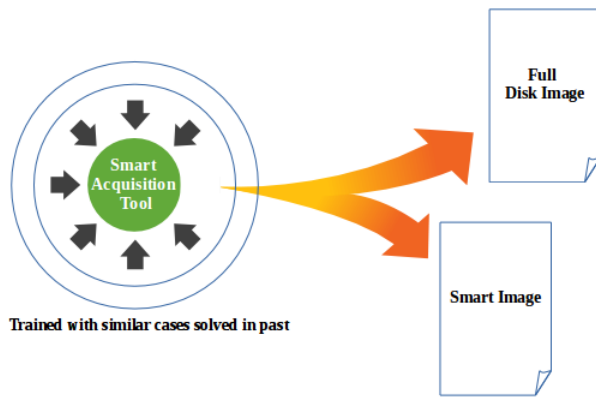 Full
Disk Image
Smart
Acquisition
Tool
Smart Image
Trained with similar cases solved in past